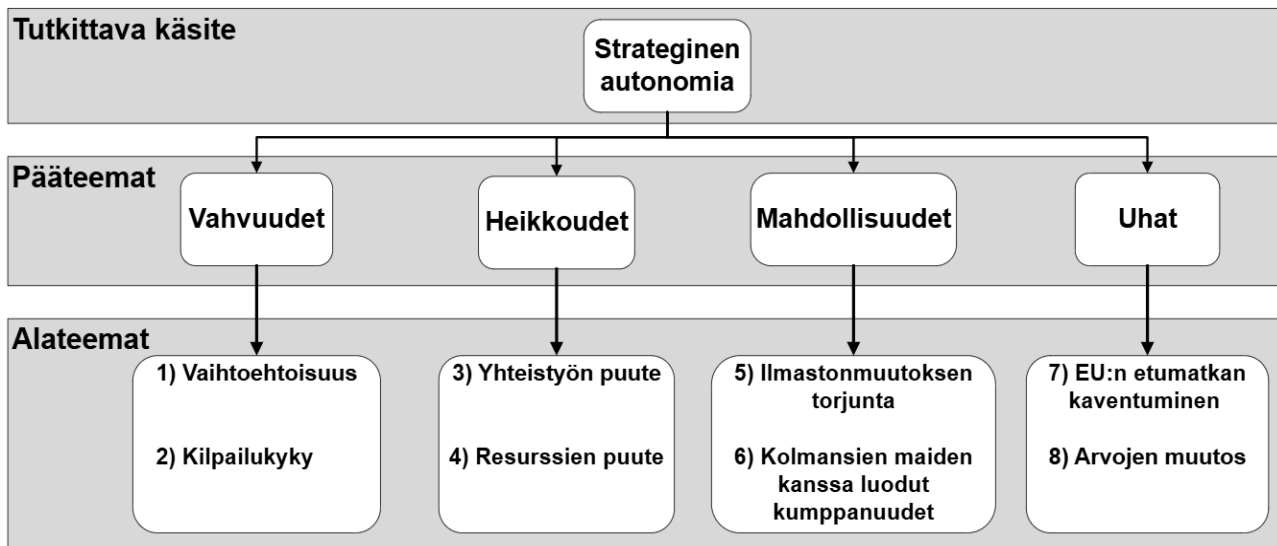 Tutkittava käsite
Strateginen
autonomia
Pääteemat
Vahvuudet
Heikkoudet
Mahdollisuudet
Uhat
Alateemat
1) Vaihtoehtoisuus
2) Kilpailukyky
3) Yhteistyön puute
4) Resurssien puute
5) Ilmastonmuutoksen
torjunta
6) Kolmansien maiden
kanssa luodut
kumppanuudet
7) EU:n etumatkan
kaventuminen
8) Arvojen muutos